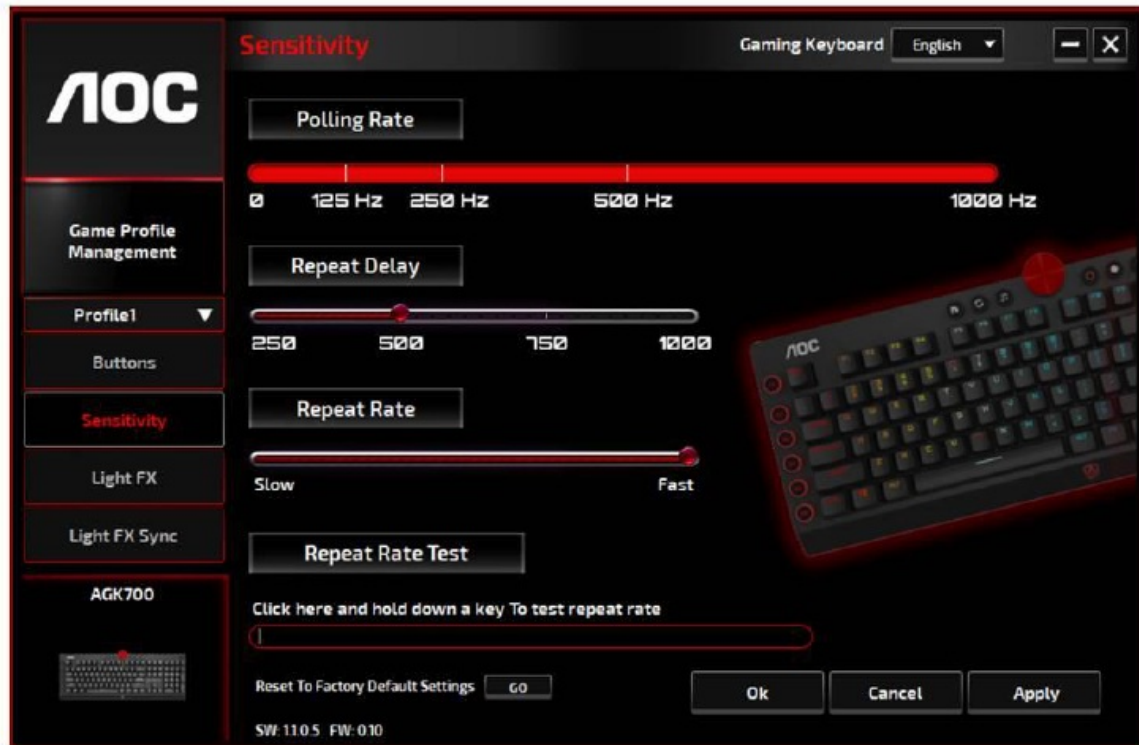 AOC
Sensitivity
Gaming Keyboard English
Polling Rate
0 125 Hz 250 Hz 500 Hz 1000 Hz
Game Profile
Management
Profile1
Buttons
Sensitivity
Light FX
Light FX Sync
AGK700
Repeat Delay
250 500 750 1000
Repeat Rate
Slow Fast
Repeat Rate Test
Click here and hold down a key To test repeat rate
Reset To Factory Default Settings GO
Ok Cancel Apply
SW: 1.1.0.5 FW: 0.10
AOC